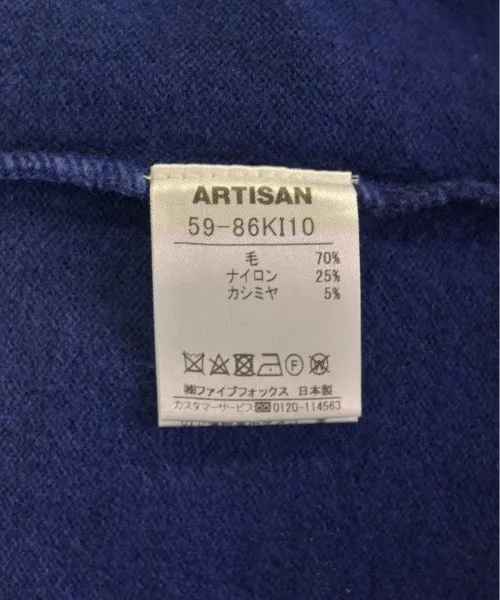 ARTISAN
59-86KI10
毛 70%
ナイロン 25%
カシミヤ 5%
F W
㈱ファイブフォックス 日本製
カスタマーサービス 0120-114563